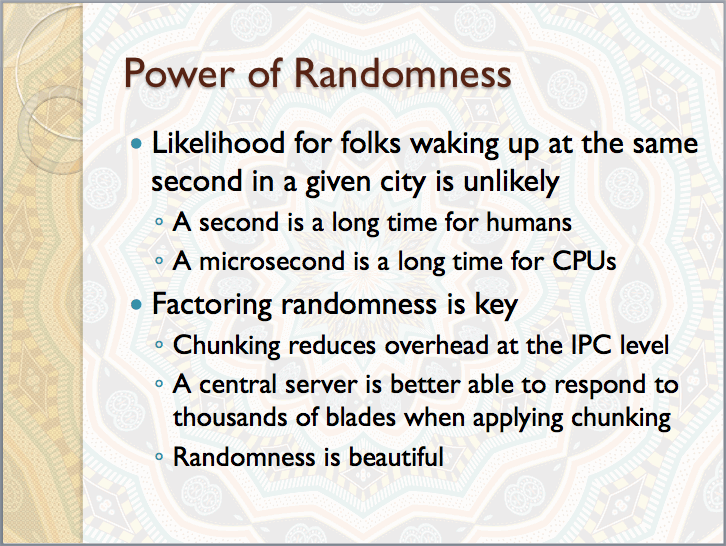 Power of Randomness
Likelihood for folks waking up at the same
second in a given city is unlikely
A second is a long time for humans
A microsecond is a long time for CPUs
Factoring randomness is key
Chunking reduces overhead at the IPC level
A central server is better able to respond to
thousands of blades when applying chunking
Randomness is beautiful